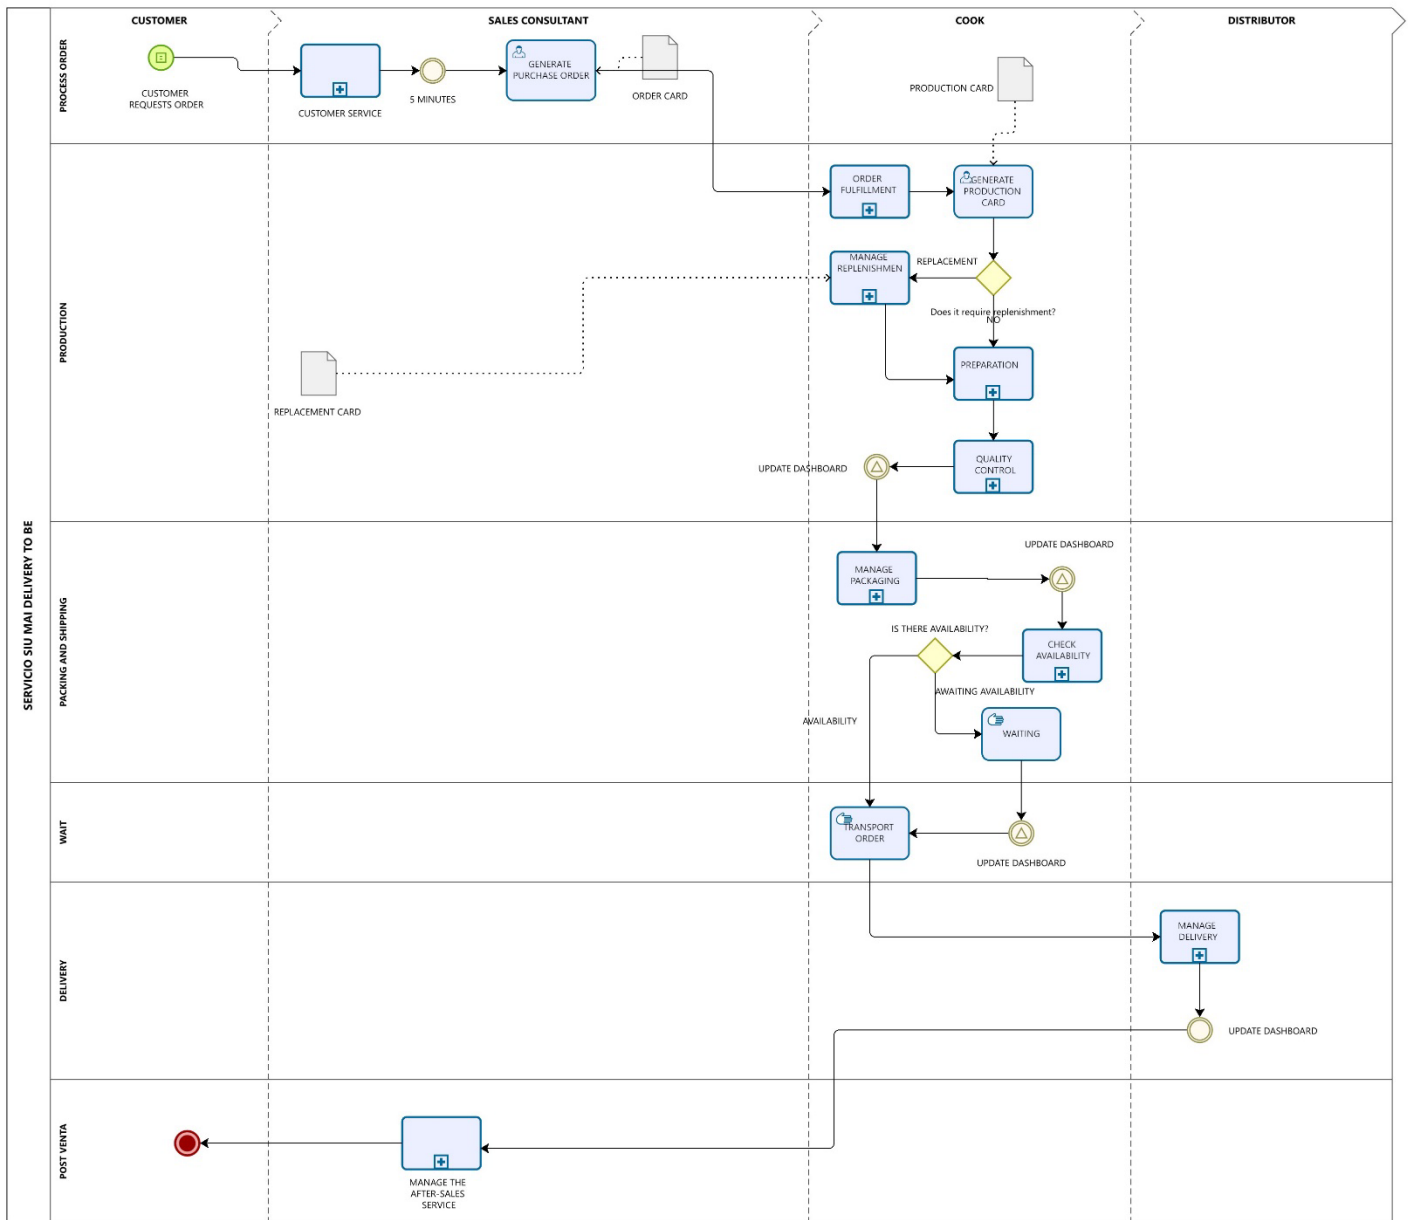 CUSTOMER
SALES CONSULTANT
COOK
DISTRIBUTOR
SERVICIO SIU MAI DELIVERY TO BE
PROCESS ORDER
CUSTOMER
REQUESTS ORDER
CUSTOMER SERVICE
5 MINUTES
GENERATE
PURCHASE ORDER
ORDER CARD
PRODUCTION CARD
PRODUCTION
ORDER
FULFILLMENT
GENERATE
PRODUCTION
CARD
MANAGE
REPLENISHMEN
REPLACEMENT
Does it require replenishment?
NO
REPLACEMENT CARD
PREPARATION
QUALITY
CONTROL
UPDATE DASHBOARD
PACKING AND SHIPPING
MANAGE
PACKAGING
UPDATE DASHBOARD
IS THERE AVAILABILITY?
CHECK
AVAILABILITY
AWAITING AVAILABILITY
AVAILABILITY
WAITING
WAIT
TRANSPORT
ORDER
UPDATE DASHBOARD
DELIVERY
MANAGE
DELIVERY
UPDATE DASHBOARD
POST VENTA
MANAGE THE
AFTER-SALES
SERVICE